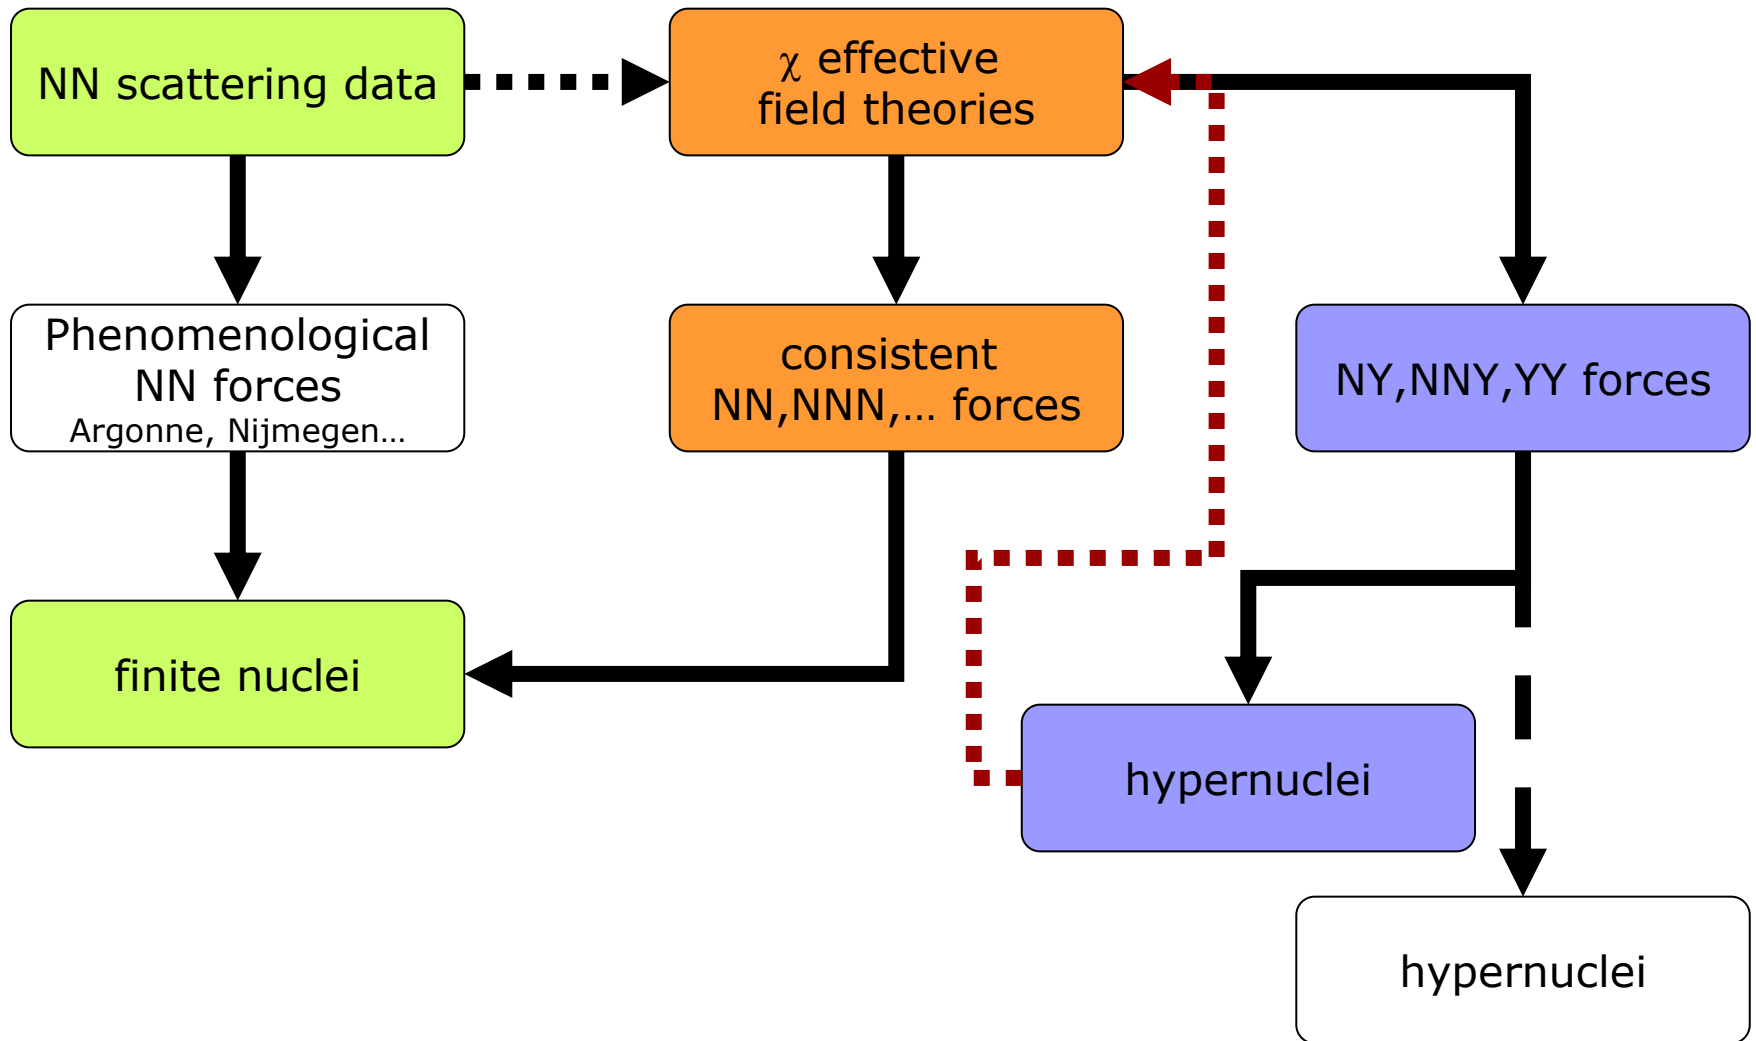 NN scattering data
χ effective
field theories
Phenomenological
NN forces
Argonne, Nijmegen…
consistent
NN,NNN,… forces
NY,NNY,YY forces
finite nuclei
hypernuclei
hypernuclei